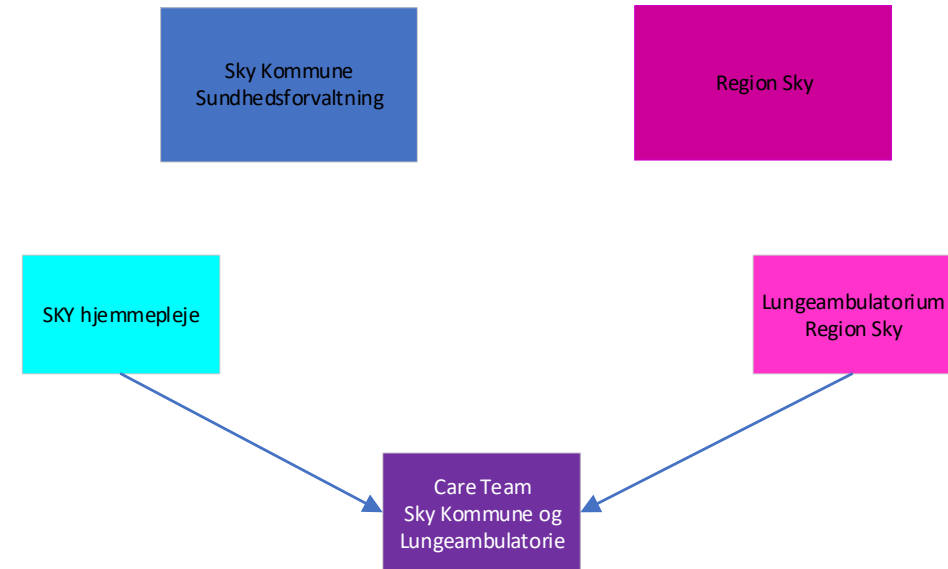 Sky Kommune
Sundhedsforvaltning
Region Sky
SKY hjemmepleje
Lungeambulatorium
Region Sky
Care Team
Sky Kommune og
Lungeambulatorie